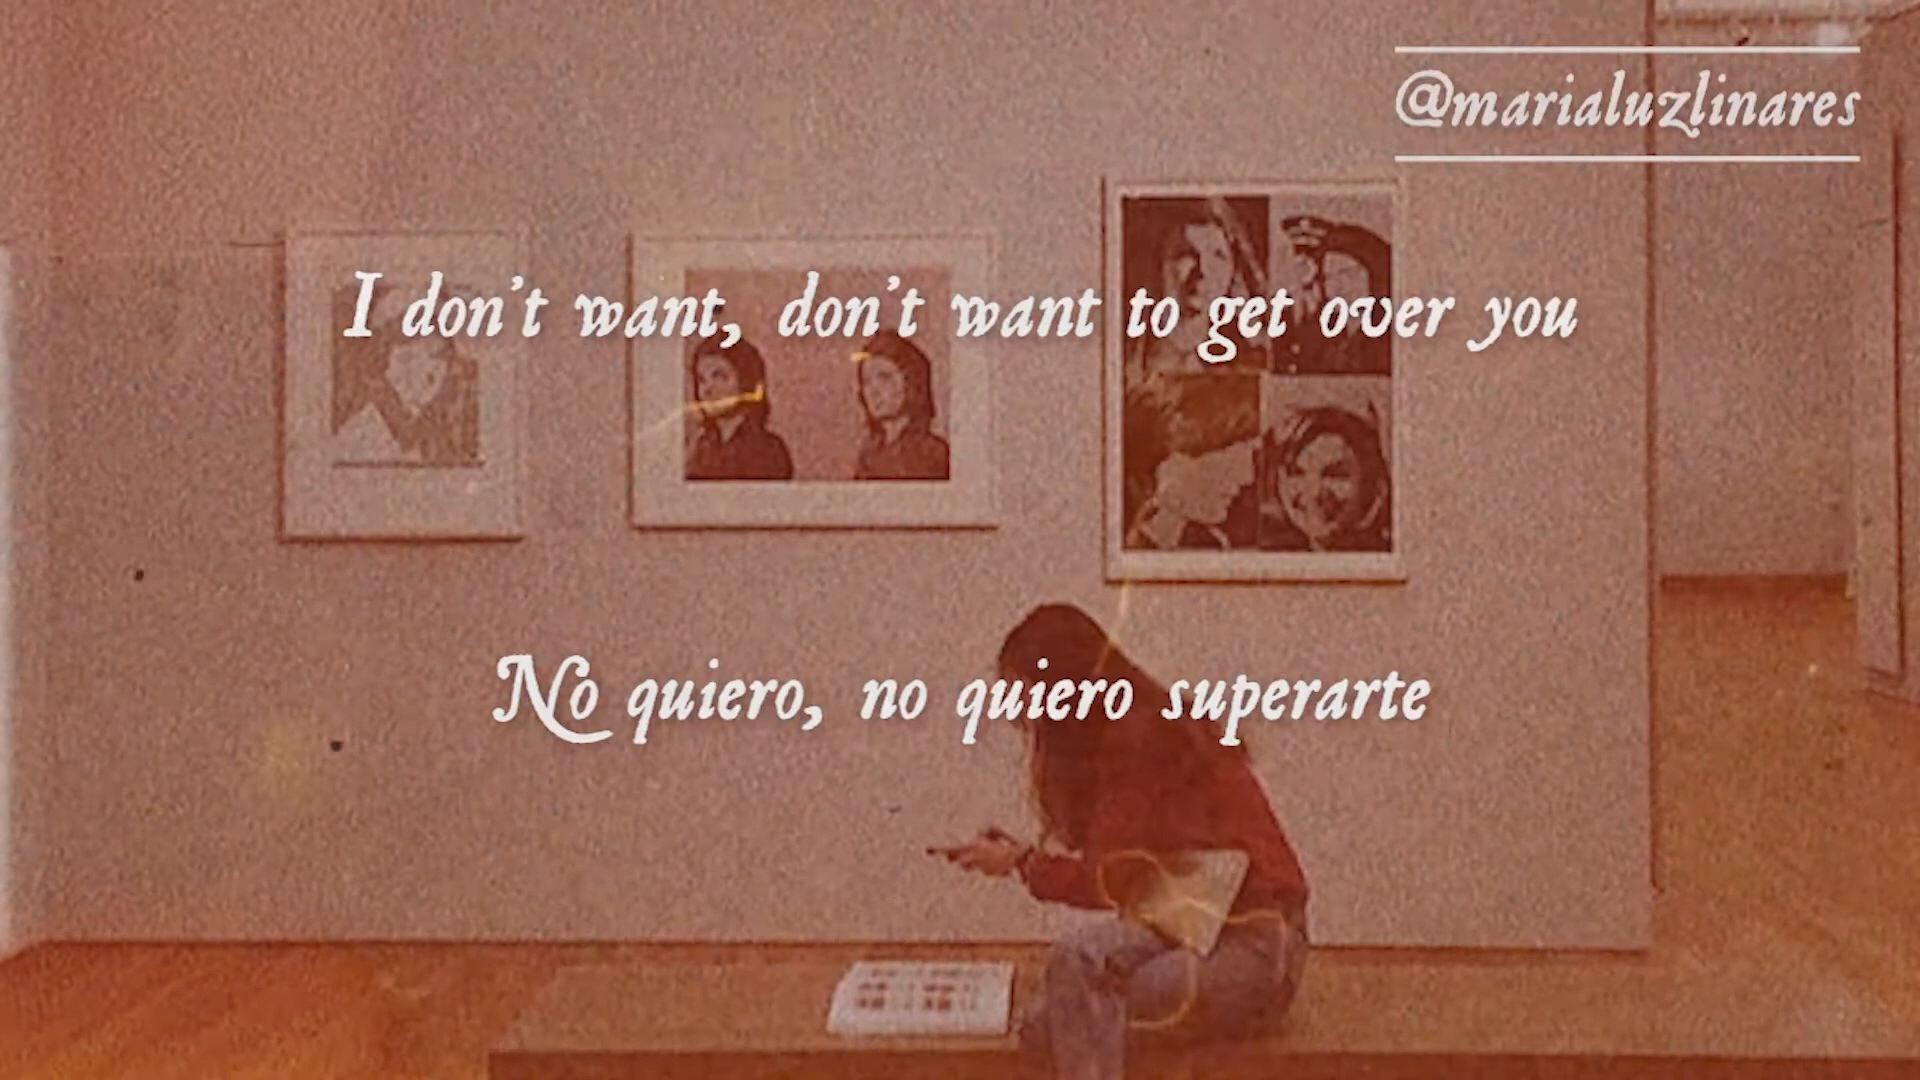 @marialuzlinares
I don't want, don't want to get over you
No quiero, no quiero superarte